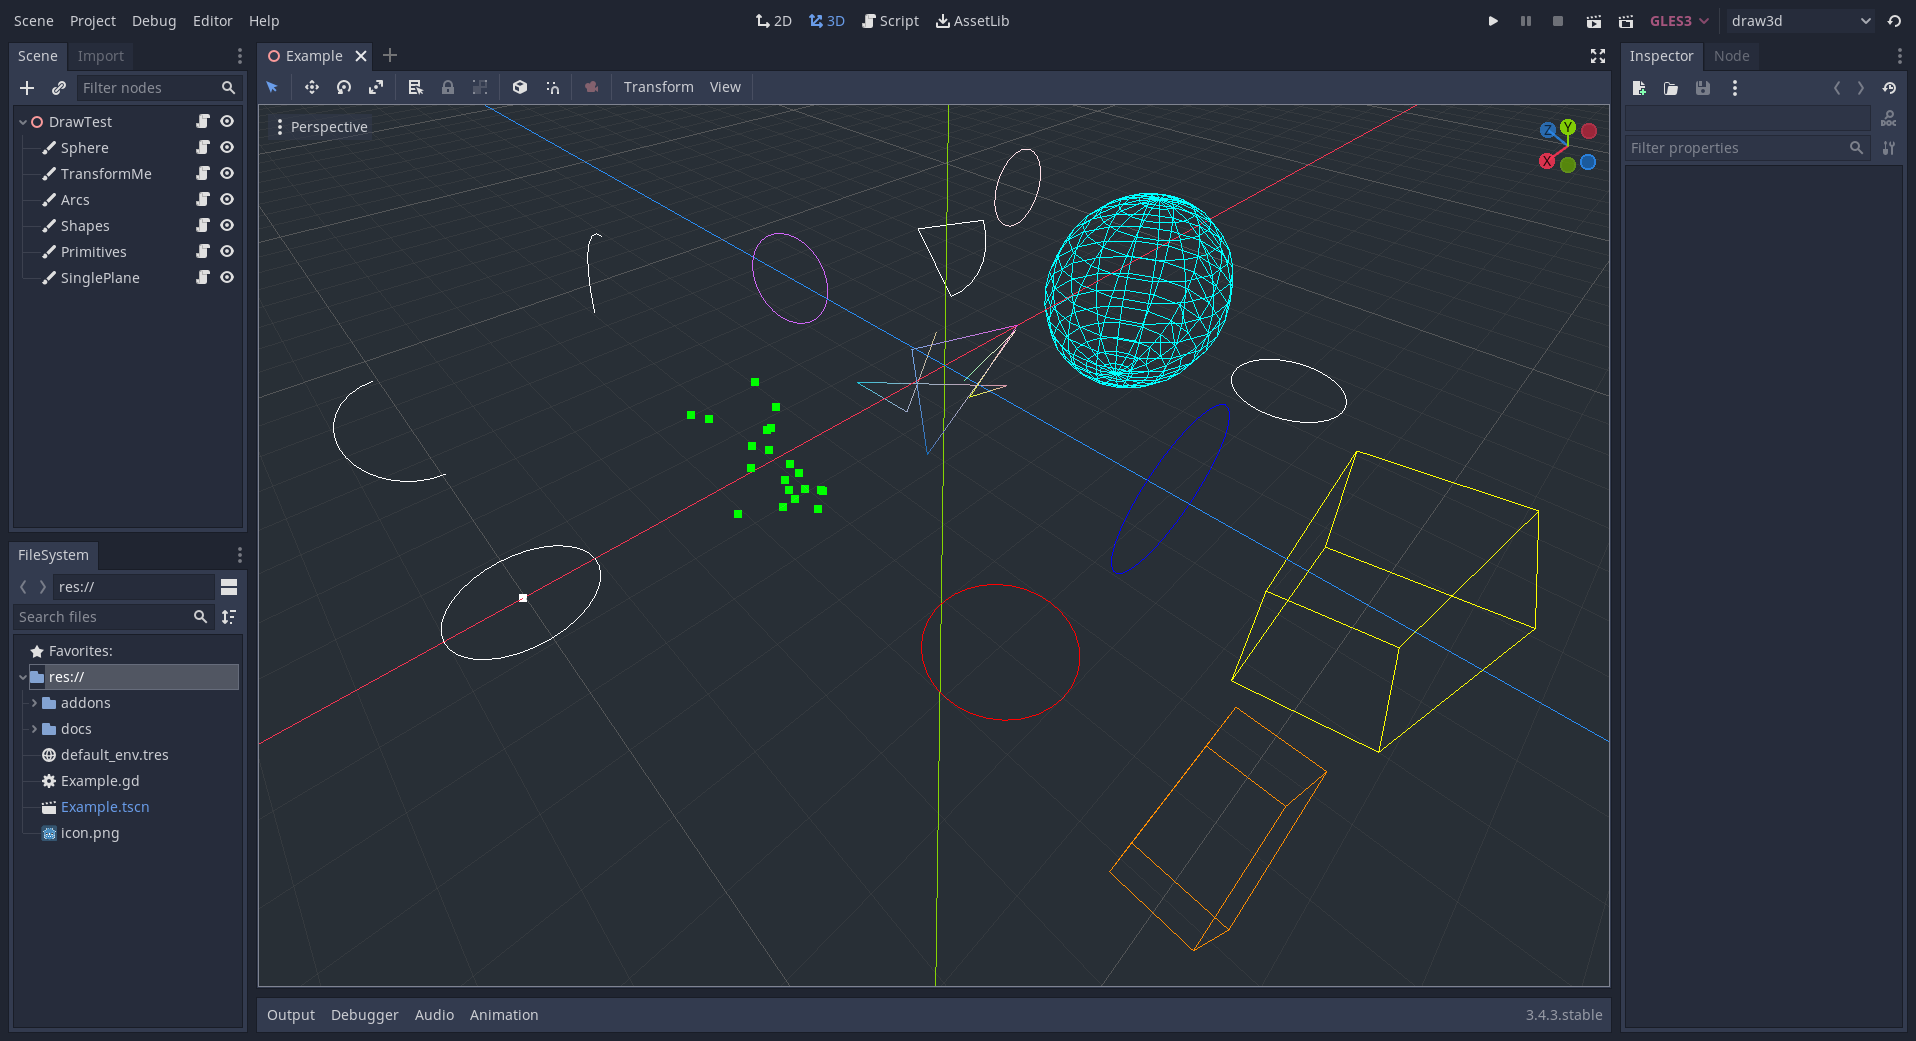 Scene Project Debug Editor Help
2D 3D Script AssetLib
GLES3 draw3d
Scene Import
Filter nodes
DrawTest
Sphere
TransformMe
Arcs
Shapes
Primitives
SinglePlane
FileSystem
res://
Search files
Favorites:
res://
addons
docs
default_env.tres
Example.gd
Example.tscn
icon.png
Example
Transform View
Perspective
Y
Z
X
Output Debugger Audio Animation
3.4.3.stable
Inspector Node
DOC
Filter properties